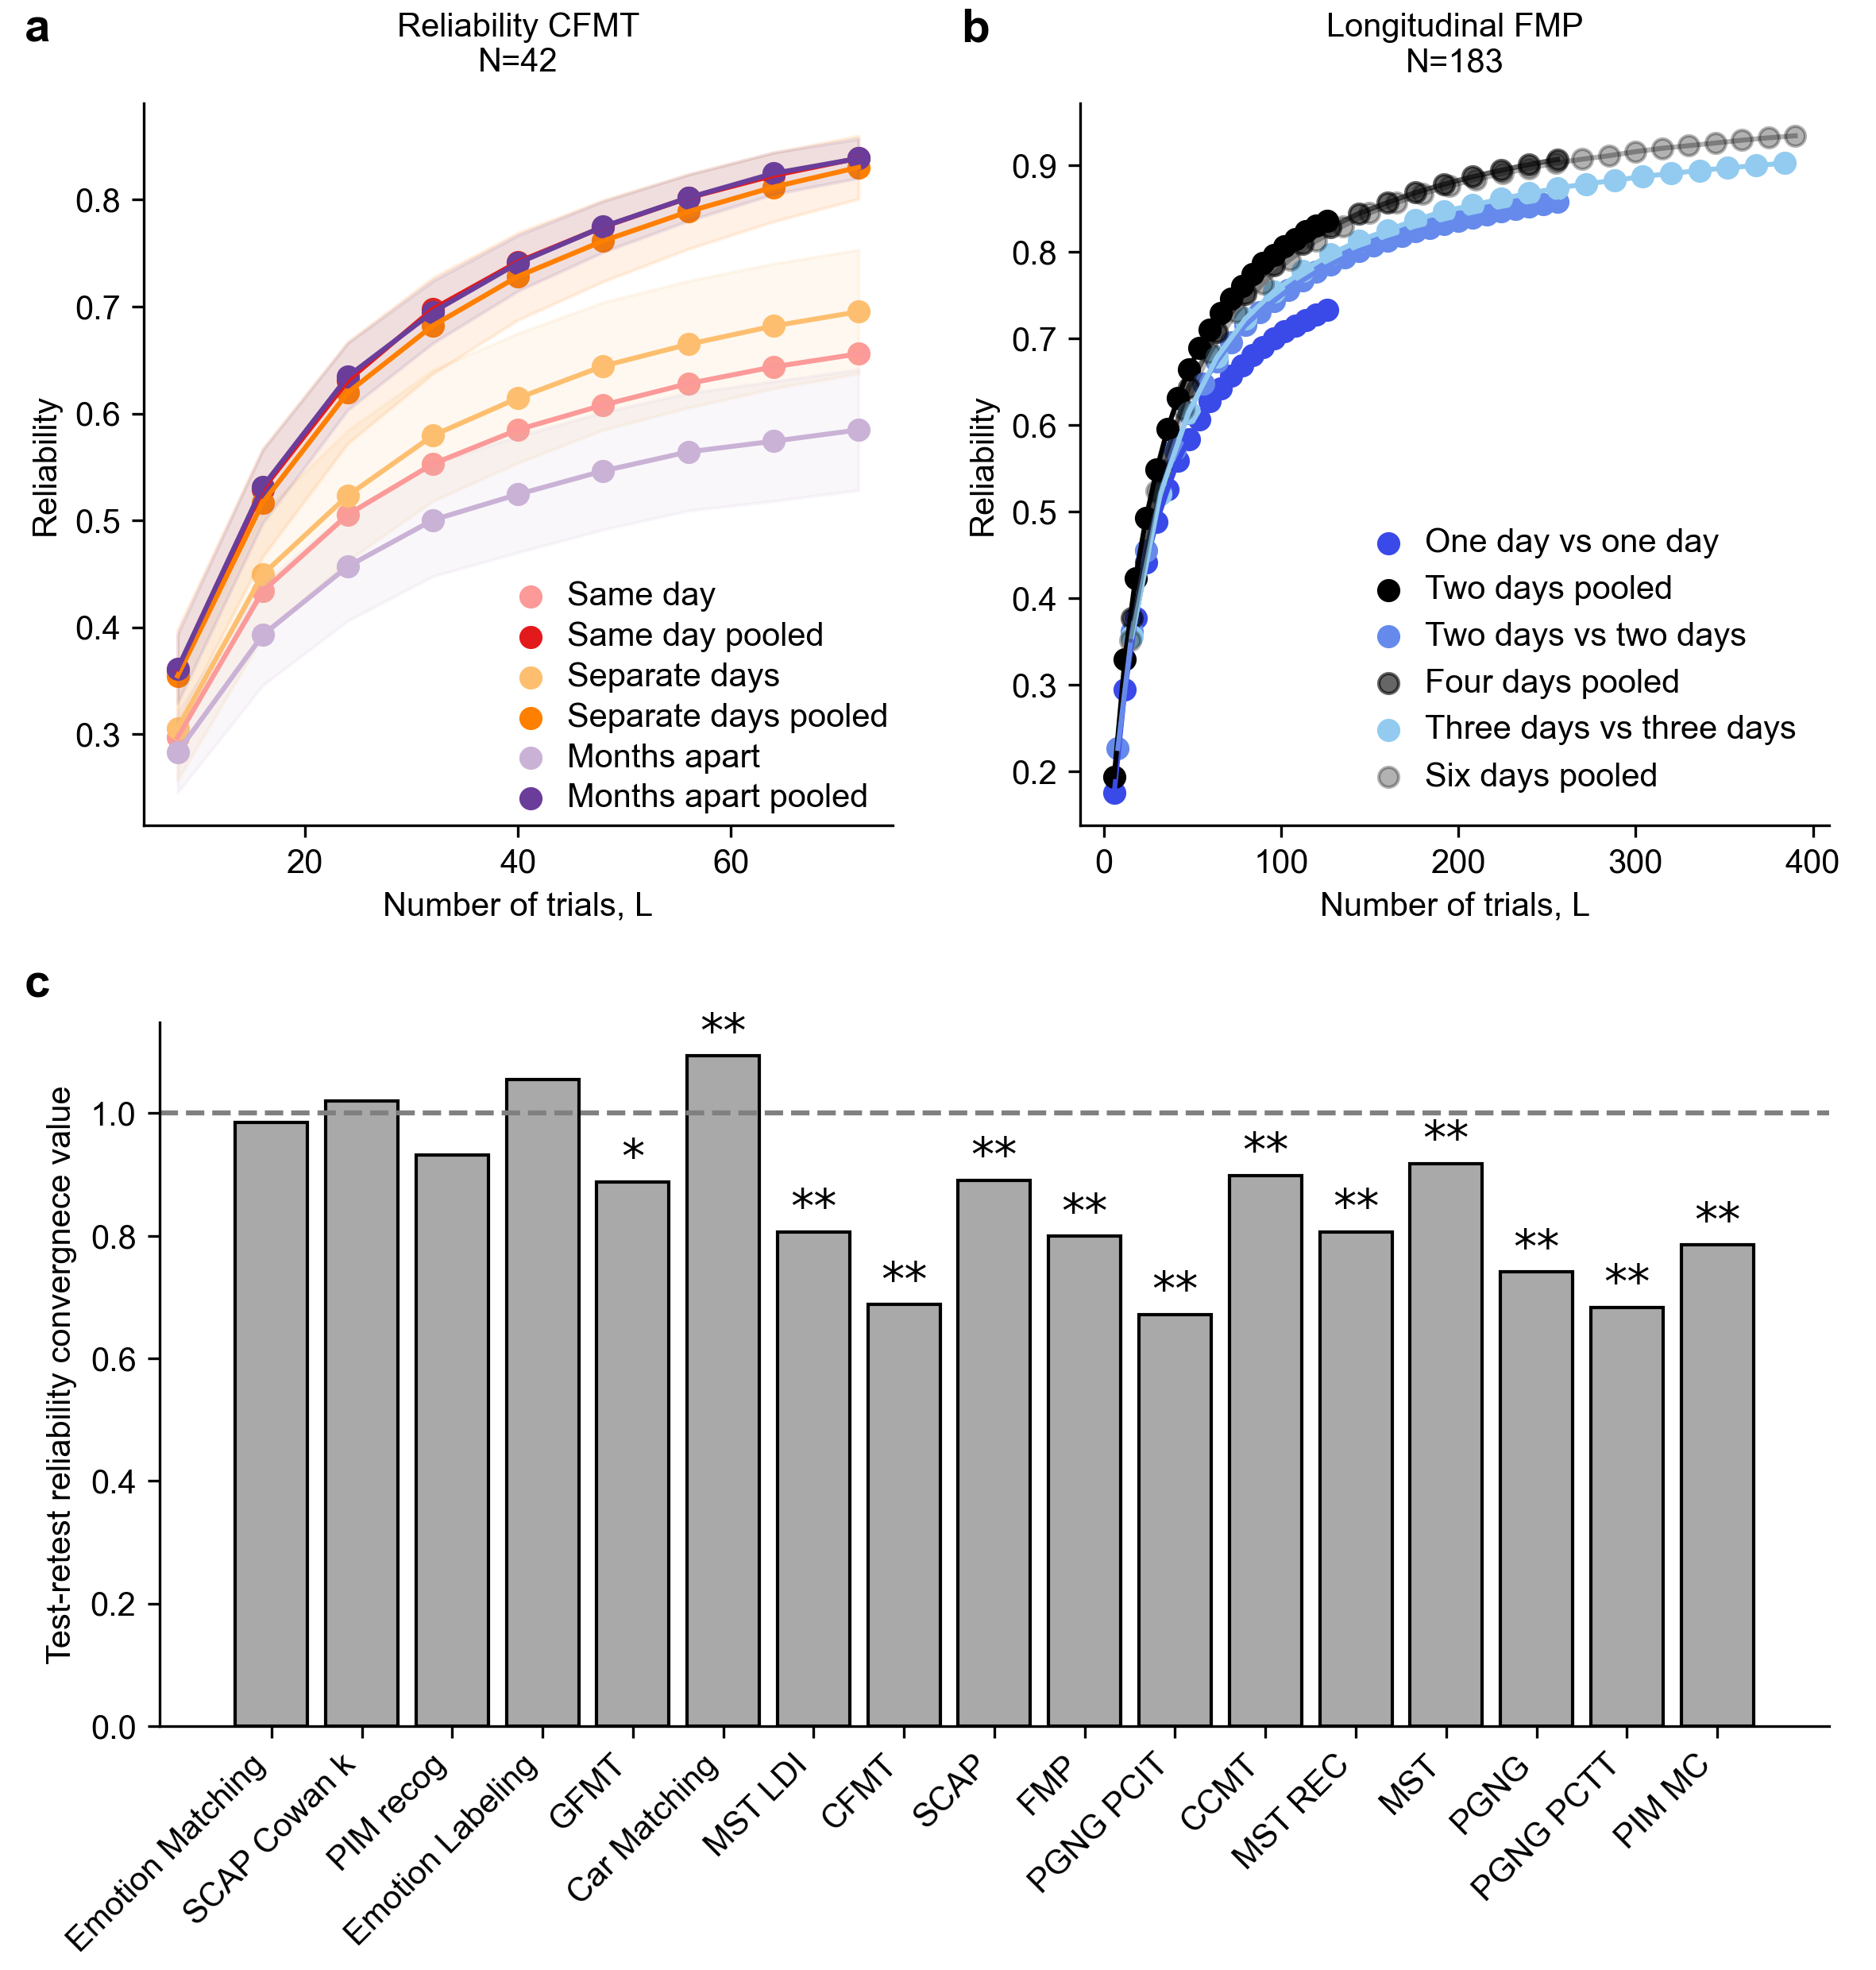 a
Reliability CFMT
N=42
Reliability
0.8
0.7
0.6
0.5
0.4
0.3
Same day
Same day pooled
Separate days
Separate days pooled
Months apart
Months apart pooled
20 40 60
Number of trials, L
b
Longitudinal FMP
N=183
Reliability
0.9
0.8
0.7
0.6
0.5
0.4
0.3
0.2
One day vs one day
Two days pooled
Two days vs two days
Four days pooled
Three days vs three days
Six days pooled
0 100 200 300 400
Number of trials, L
c
Test-retest reliability convergnece value
1.0
0.8
0.6
0.4
0.2
0.0
** * ** ** ** ** ** ** ** ** ** ** **
Emotion Matching
SCAP Cowan k
PIM recog
Emotion Labeling
GFMT
Car Matching
MST LDI
CFMT
SCAP
FMP
PGNG PCIT
CCMT
MST REC
MST
PGNG
PGNG PCTT
PIM MC